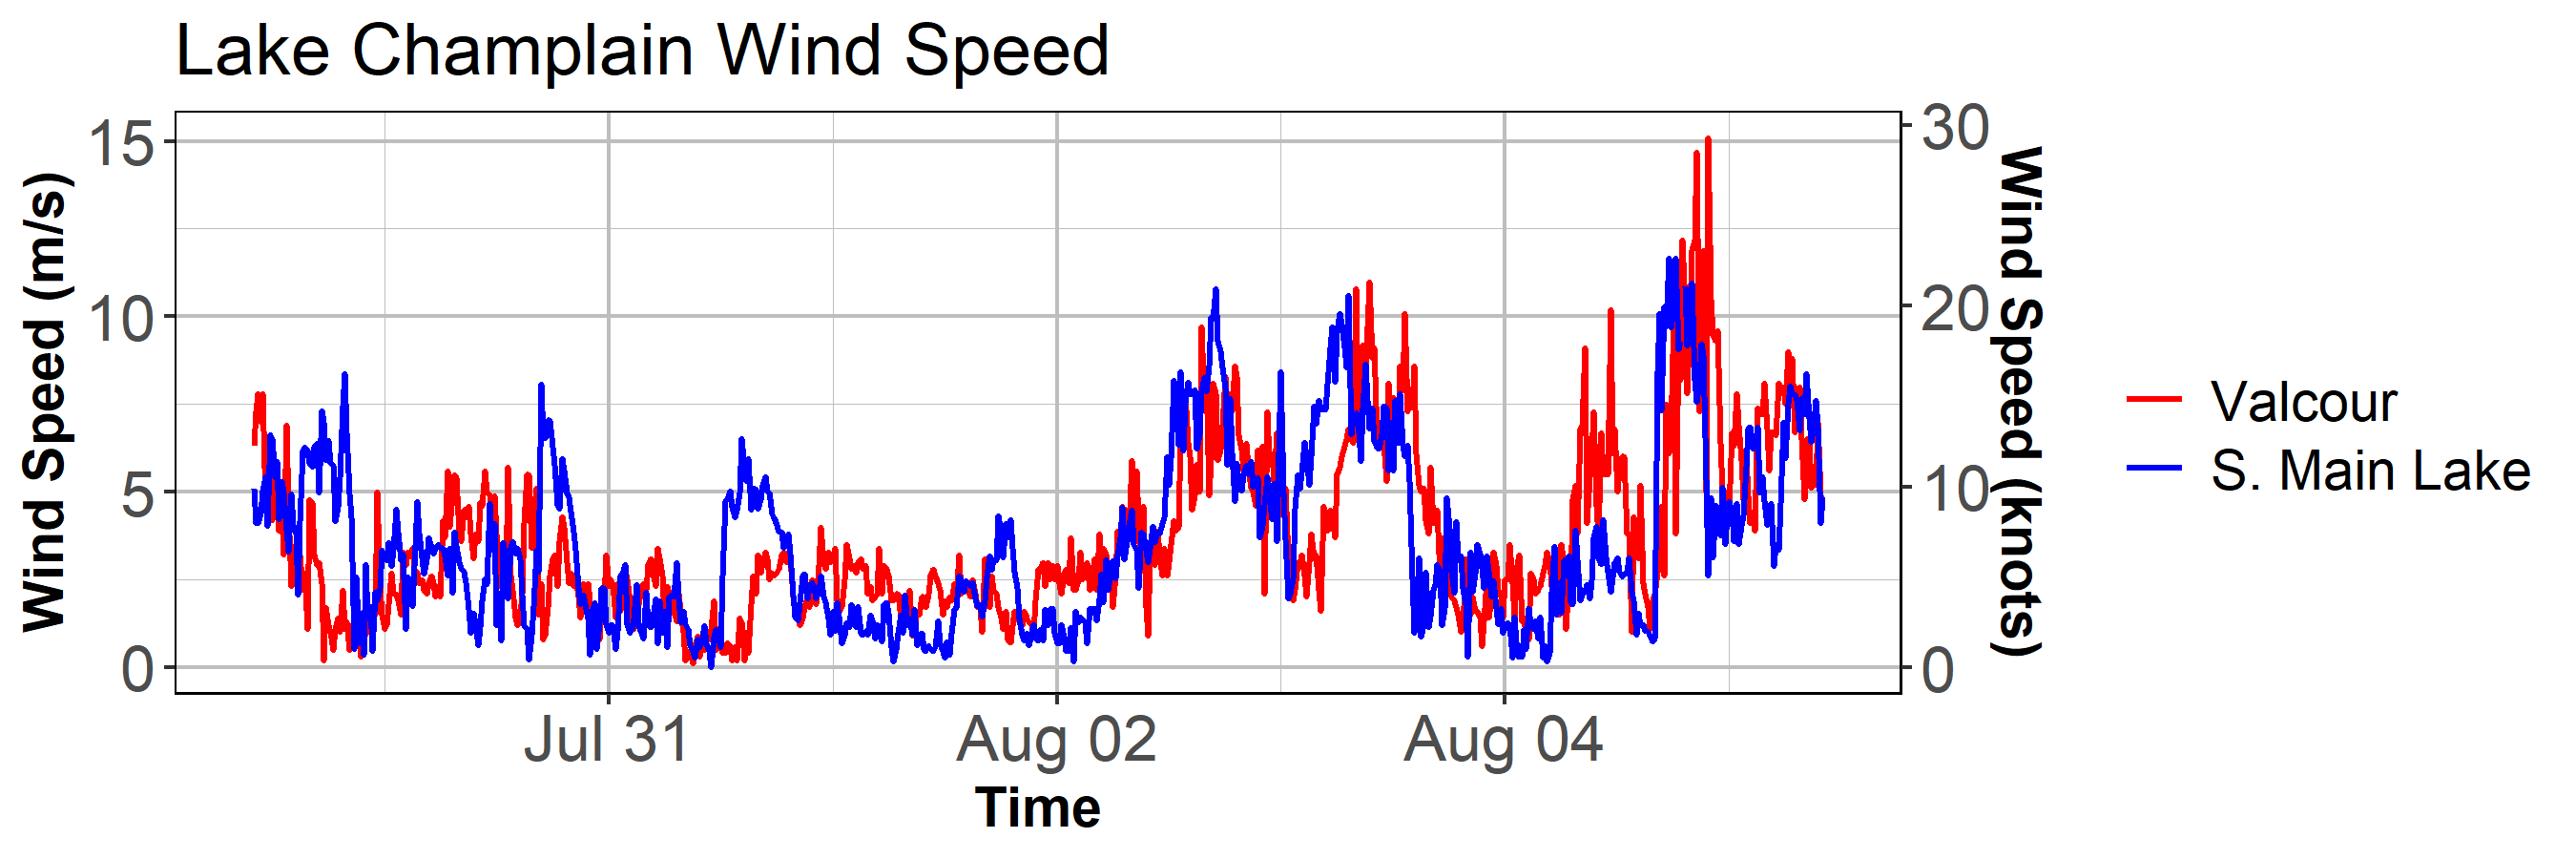 Lake Champlain Wind Speed
Wind Speed (m/s)
15
10
5
0
30
20
10
0
Wind Speed (knots)
Jul 31
Aug 02
Aug 04
Time
Valcour
S. Main Lake